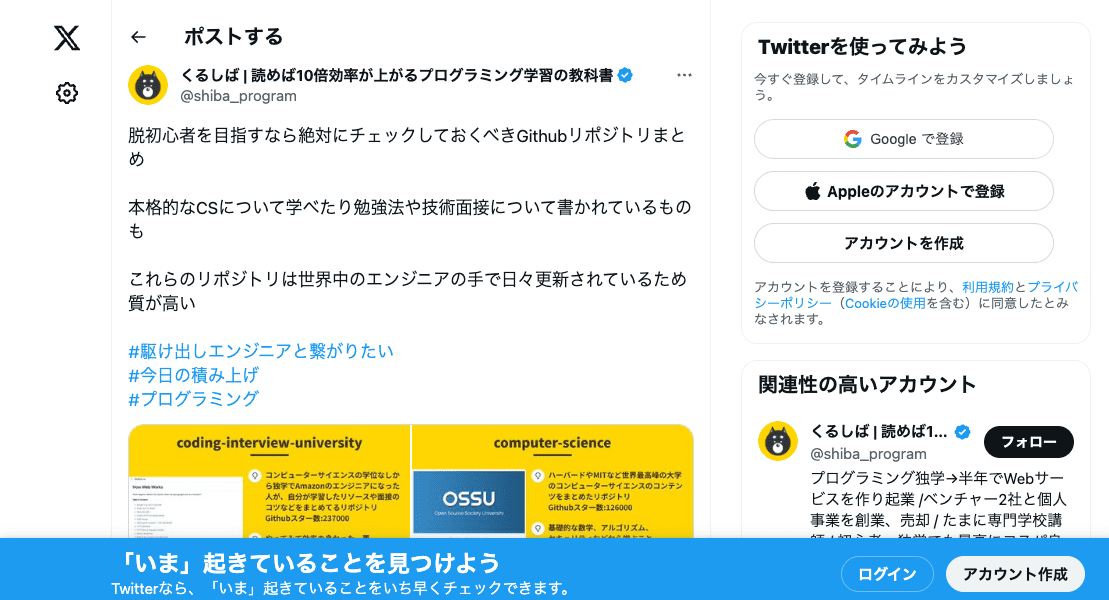 ポストする
くるしば | 読めば10倍効率が上がるプログラミング学習の教科書
@shiba_program
脱初心者を目指すなら絶対にチェックしておくべきGithubリポジトリまと
め
本格的なCSについて学べたり勉強法や技術面接について書かれているもの
も
これらのリポジトリは世界中のエンジニアの手で日々更新されているため
質が高い
#駆け出しエンジニアと繋がりたい
#今日の積み上げ
#プログラミング
coding-interview-university
How Web Works
コンピューターサイエンスの学位なしか
ら独学でAmazonのエンジニアになった
人が、自分が学習したリソースや面接の
コツなどをまとめてるリポジトリ
Githubスター数:237000
computer-science
OSSU
Open Source Society University
ハーバードやMITなど世界最高峰の大学
のコンピューターサイエンスのコンテン
ツをまとめたリポジトリ
Githubスター数:126000
基礎的な数学、アルゴリズム、
Twitterを使ってみよう
今すぐ登録して、タイムラインをカスタマイズしましょ
う。
Google で登録
Appleのアカウントで登録
アカウントを作成
アカウントを登録することにより、利用規約とプライバ
シーポリシー（Cookieの使用を含む）に同意したとみ
なされます。
関連性の高いアカウント
くるしば | 読めば1...
フォロー
@shiba_program
プログラミング独学→半年でWebサー
ビスを作り起業 /ベンチャー2社と個人
事業を創業、売却 / たまに専門学校講
「いま」起きていることを見つけよう
Twitterなら、「いま」起きていることをいち早くチェックできます。
ログイン
アカウント作成